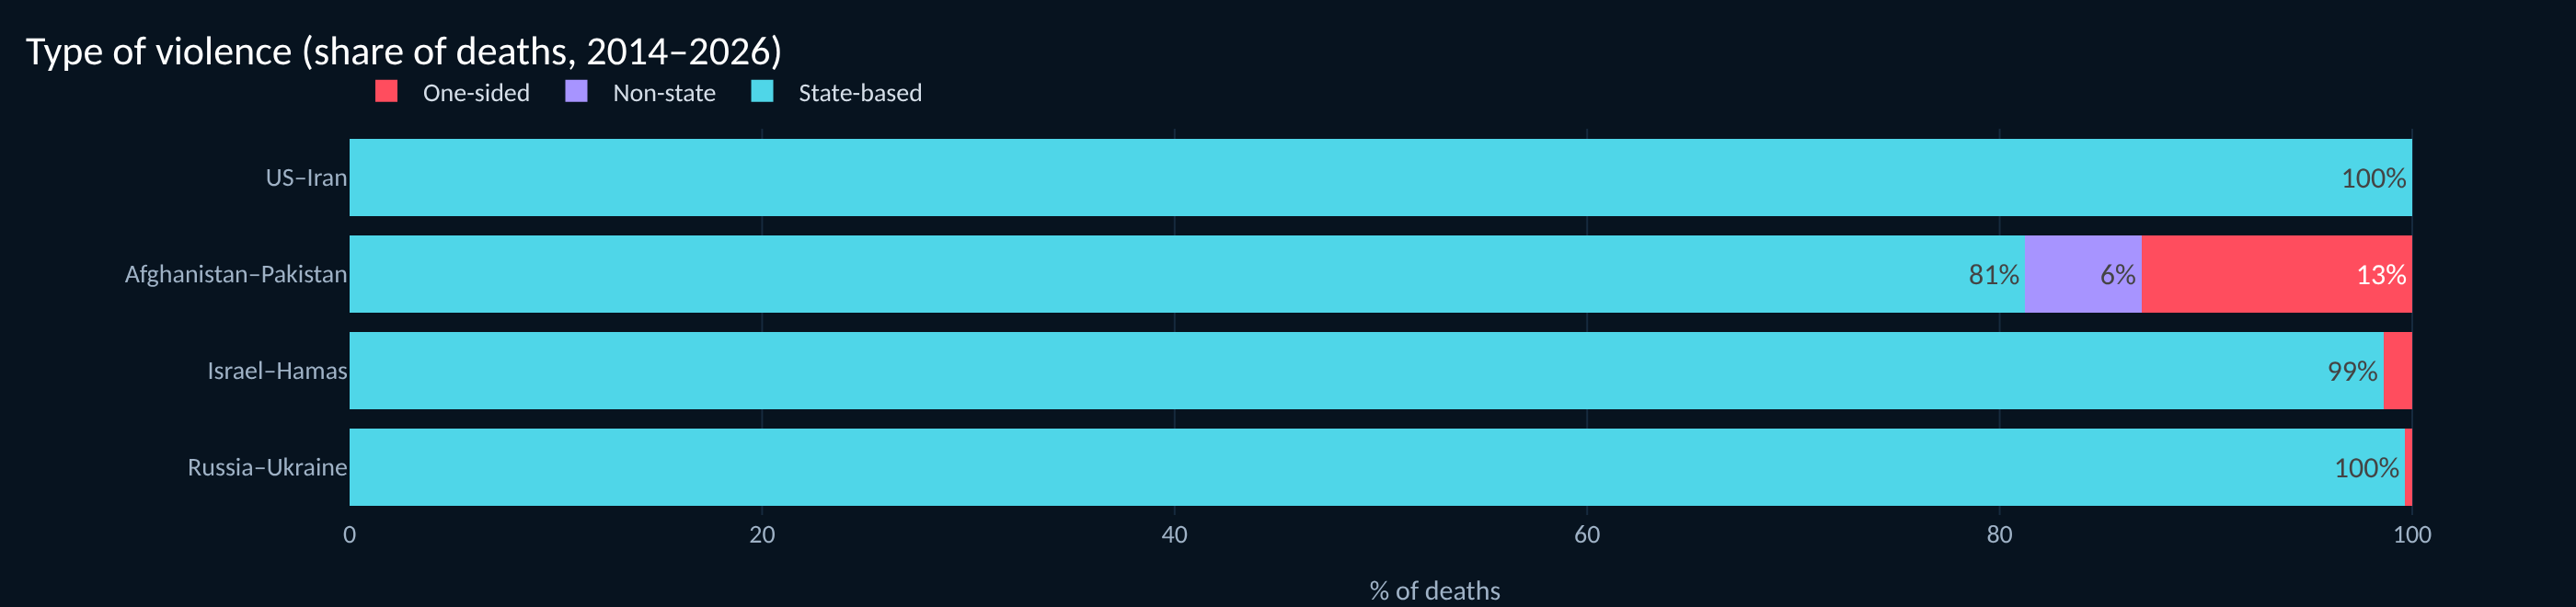 Type of violence (share of deaths, 2014–2026)
One-sided Non-state State-based
US–Iran 100%
Afghanistan–Pakistan 81% 6% 13%
Israel–Hamas 99%
Russia–Ukraine 100%
0 20 40 60 80 100
% of deaths